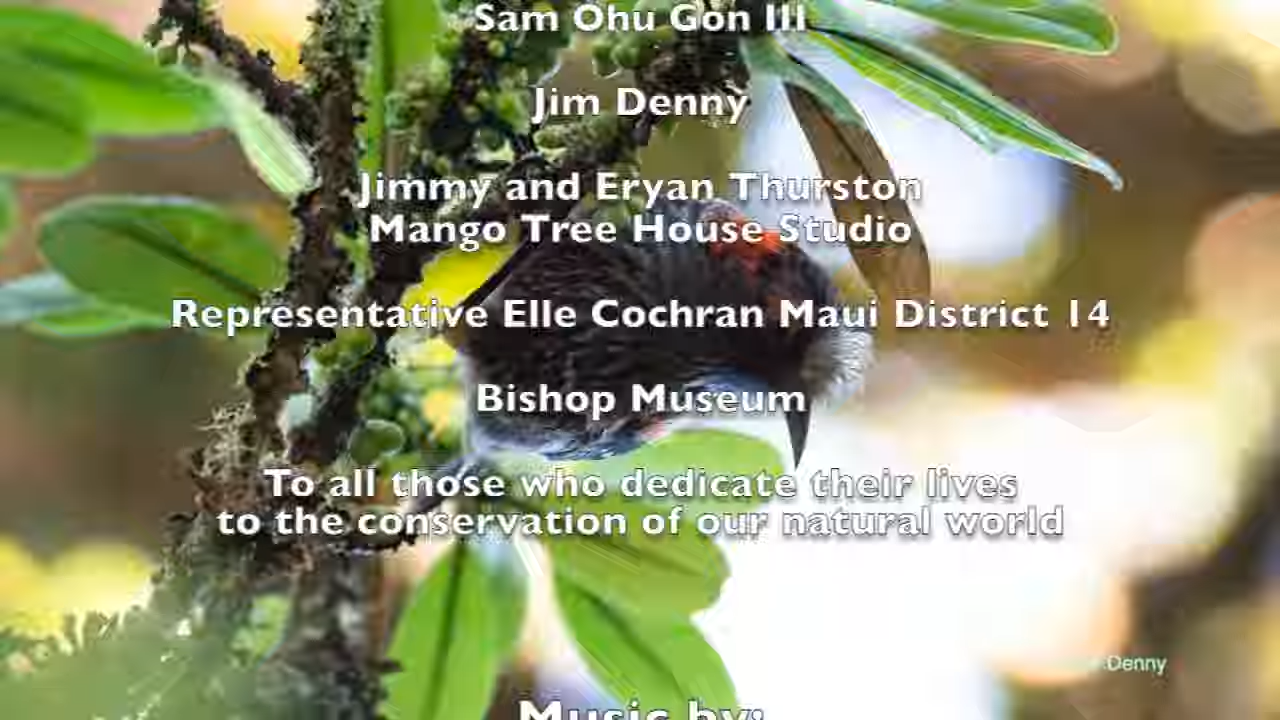 Sam Ohu Gon III
Jim Denny
Jimmy and Eryan Thurston
Mango Tree House Studio
Representative Elle Cochran Maui District 14
Bishop Museum
To all those who dedicate their lives
to the conservation of our natural world
Denny
Music by: